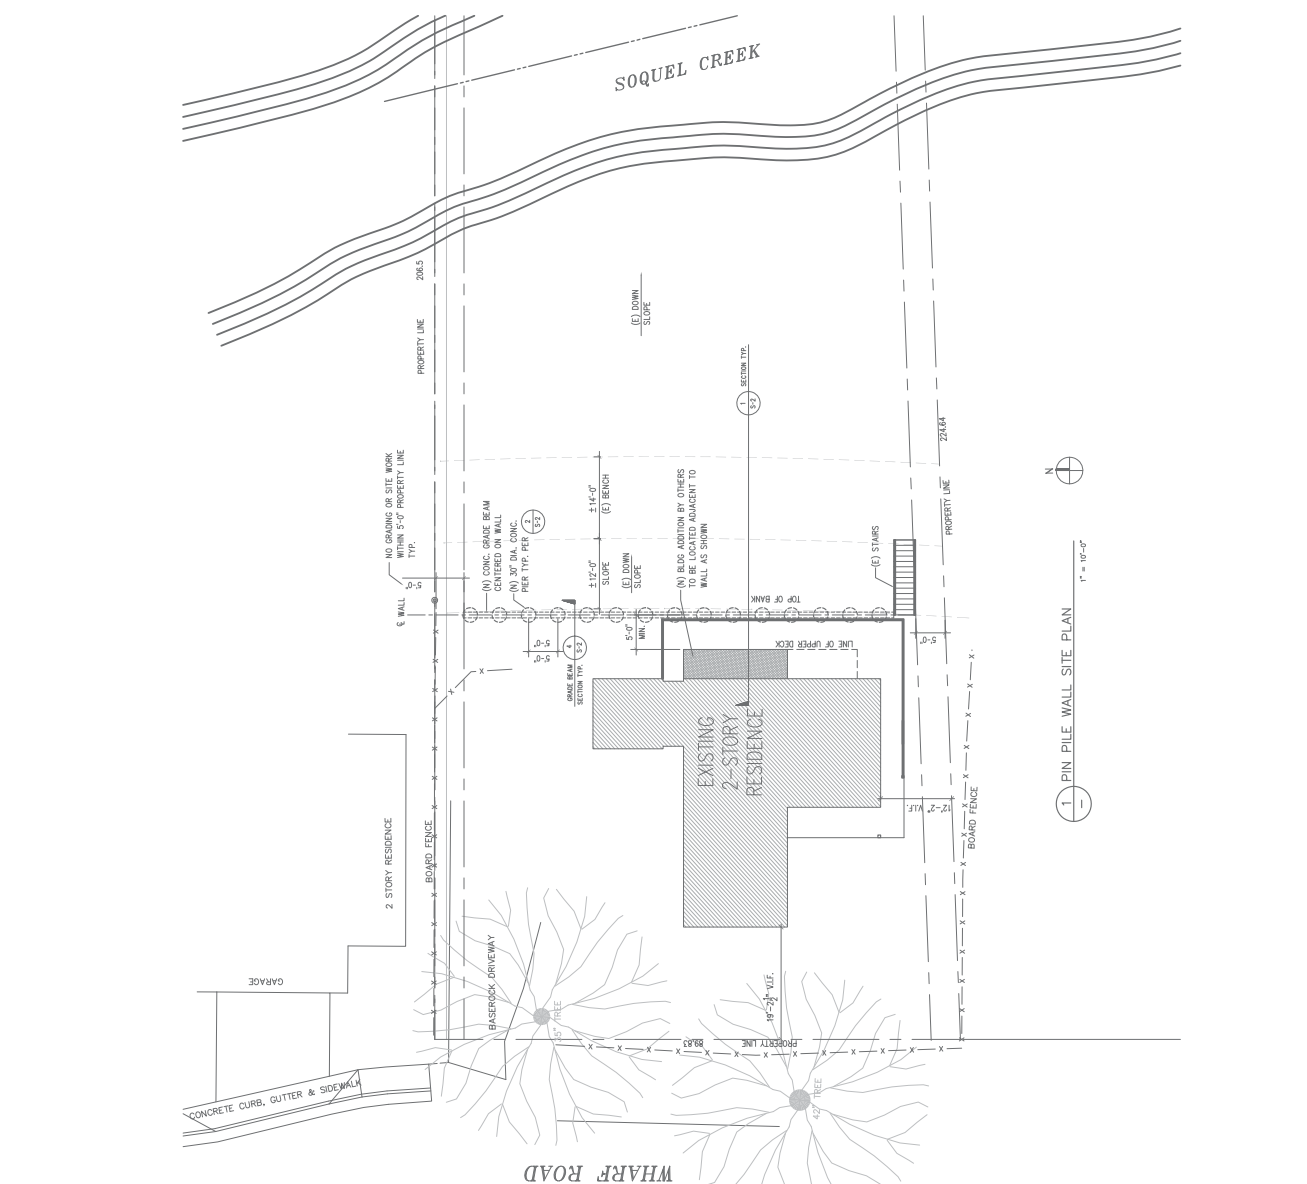 SOQUEL CREEK
206.5
PROPERTY LINE
(E) DOWN
SLOPE
1
S-2
SECTION TYP.
224.64
PROPERTY LINE
N
NO GRADING OR SITE WORK
WITHIN 5'-0" PROPERTY LINE
TYP.
5'-0"
℄ WALL
(N) CONC. GRADE BEAM
CENTERED ON WALL
(N) 30" DIA. CONC.
PIER TYP. PER
2
S-2
±14'-0"
(E) BENCH
±12'-0"
SLOPE
(E) DOWN
SLOPE
(N) BLDG ADDITION BY OTHERS
TO BE LOCATED ADJACENT TO
WALL AS SHOWN
(E) STAIRS
TOP OF BANK
5'-0"
5'-0"
4
S-2
GRADE BEAM
SECTION TYP.
5'-0"
MIN.
LINE OF UPPER DECK
5'-0"
EXISTING
2-STORY
RESIDENCE
12'-2" V.I.F.
BOARD FENCE
1
—
PIN PILE WALL SITE PLAN
1" = 10'-0"
2 STORY RESIDENCE
BOARD FENCE
GARAGE
BASEROCK DRIVEWAY
35" TREE
19'-2½" V.I.F.
89.83
PROPERTY LINE
42" TREE
CONCRETE CURB, GUTTER & SIDEWALK
WHARF ROAD